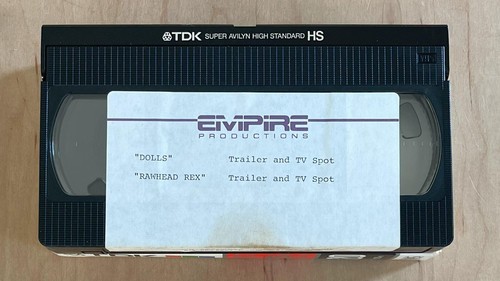 TDK SUPER AVILYN HIGH STANDARD HS
EMPIRE
PRODUCTIONS
"DOLLS" Trailer and TV Spot
"RAWHEAD REX" Trailer and TV Spot